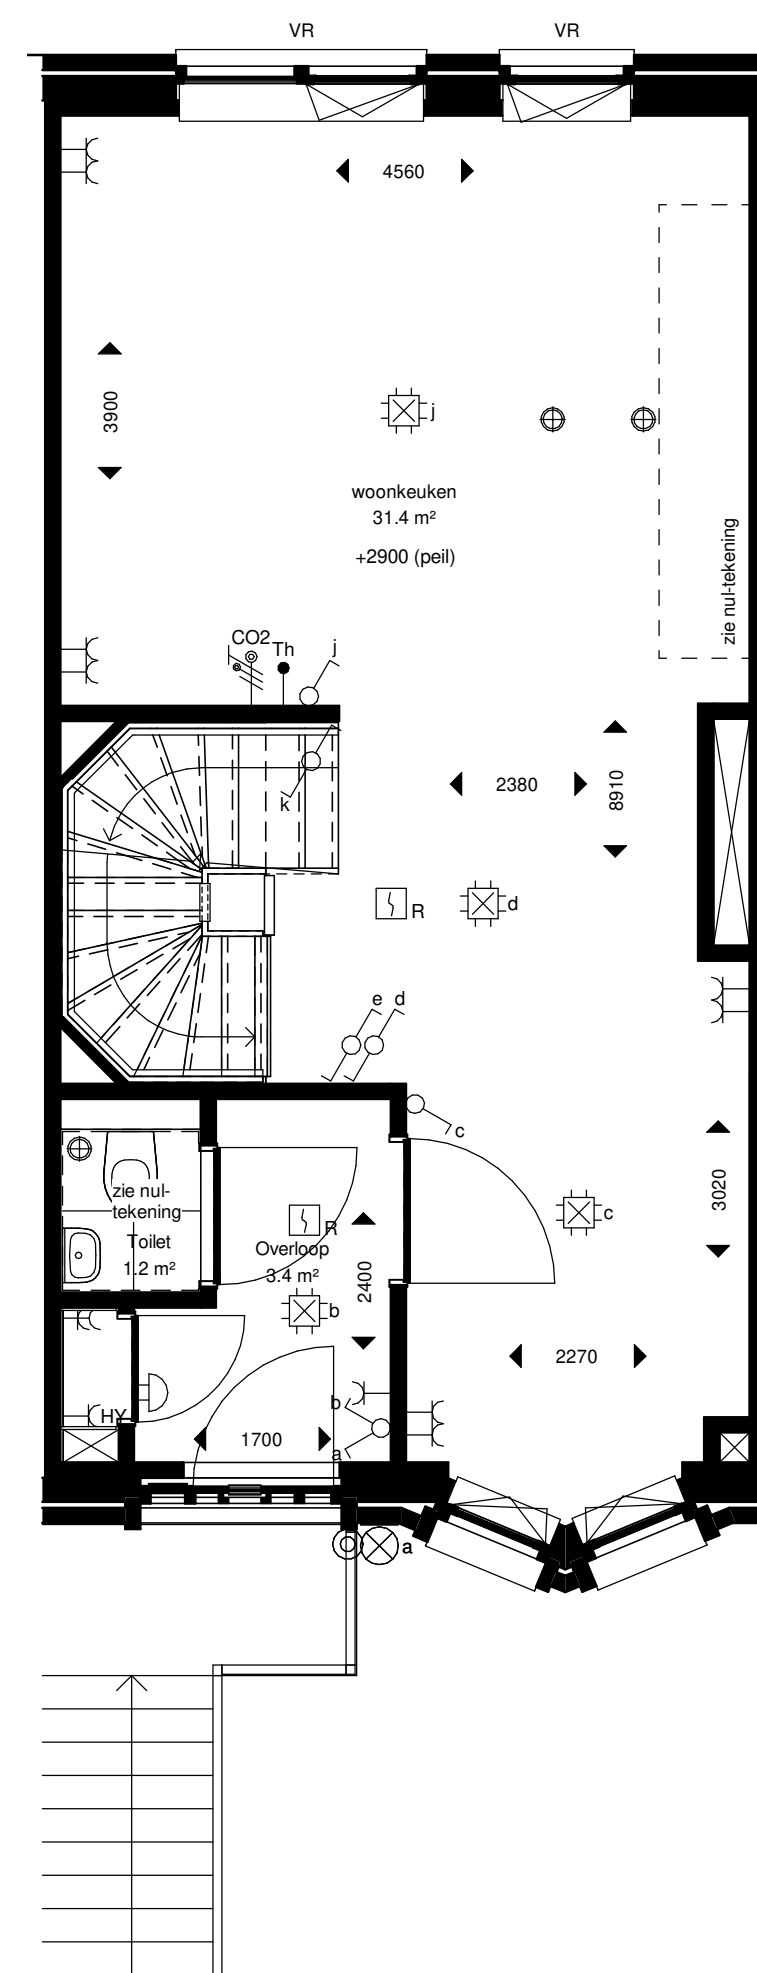 VR
VR
4560
3900
j
woonkeuken
31.4 m²
+2900 (peil)
zie nul-tekening
CO2
Th
j
k
2380
8910
R
d
e
d
c
3020
zie nul-
tekening
Toilet
1.2 m²
R
Overloop
3.4 m²
2400
c
b
2270
b
HY
1700
a
a